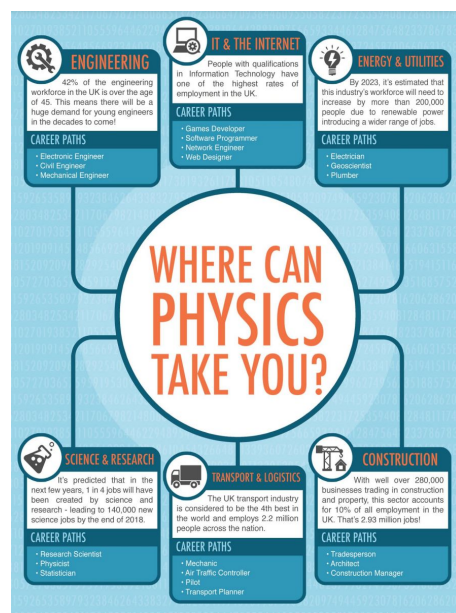 ENGINEERING
42% of the engineering
workforce in the UK is over the age
of 45. This means there will be a
huge demand for young engineers
in the decades to come!
CAREER PATHS
• Electronic Engineer
• Civil Engineer
• Mechanical Engineer
IT & THE INTERNET
People with qualifications
in Information Technology have
one of the highest rates of
employment in the UK.
CAREER PATHS
• Games Developer
• Software Programmer
• Network Engineer
• Web Designer
ENERGY & UTILITIES
By 2023, it's estimated that
this industry's workforce will need to
increase by more than 200,000
people due to renewable power
introducing a wider range of jobs.
CAREER PATHS
• Electrician
• Geoscientist
• Plumber
WHERE CAN
PHYSICS
TAKE YOU?
SCIENCE & RESEARCH
It's predicted that in the
next few years, 1 in 4 jobs will have
been created by science and
research - leading to 140,000 new
science jobs by the end of 2018.
CAREER PATHS
• Research Scientist
• Physicist
• Statistician
TRANSPORT & LOGISTICS
The UK transport industry
is considered to be the 4th best in
the world and employs 2.2 million
people across the nation.
CAREER PATHS
• Mechanic
• Air Traffic Controller
• Pilot
• Transport Planner
CONSTRUCTION
With well over 280,000
businesses trading in construction
and property, this sector accounts
for 10% of all employment in the
UK. That's 2.93 million jobs!
CAREER PATHS
• Tradesperson
• Architect
• Construction Manager